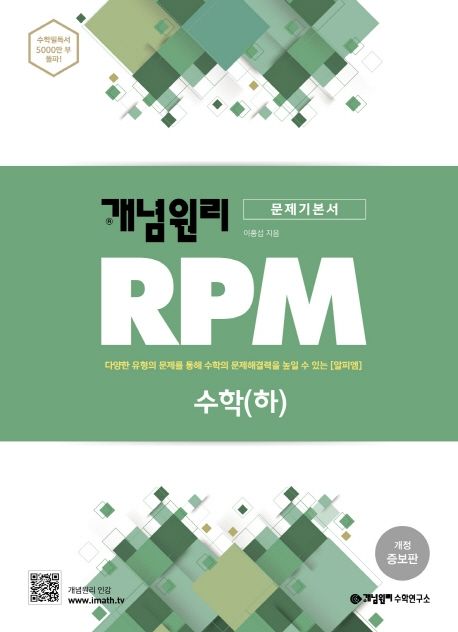 수학필독서
5000만 부
돌파!
개념원리
®
문제기본서
이홍섭 지음
RPM
다양한 유형의 문제를 통해 수학의 문제해결력을 높일 수 있는 [알피엠]
수학(하)
개정
증보판
개념원리 인강
www.imath.tv
개념원리 수학연구소